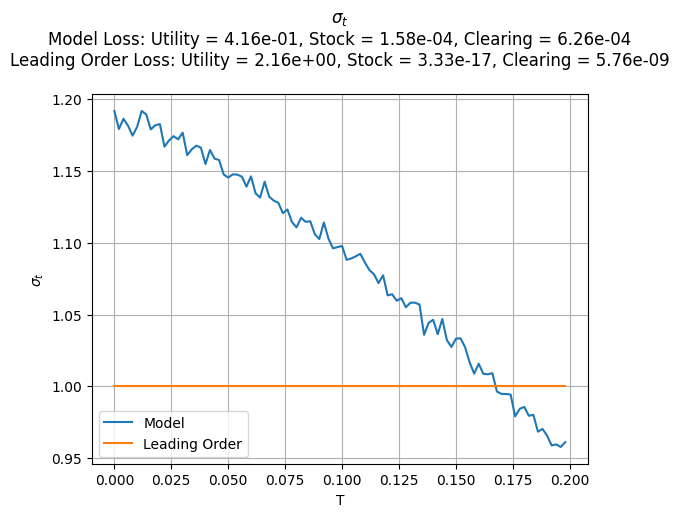 σt
Model Loss: Utility = 4.16e-01, Stock = 1.58e-04, Clearing = 6.26e-04
Leading Order Loss: Utility = 2.16e+00, Stock = 3.33e-17, Clearing = 5.76e-09
1.20
1.15
1.10
1.05
1.00
0.95
σt
Model
Leading Order
0.000 0.025 0.050 0.075 0.100 0.125 0.150 0.175 0.200
T